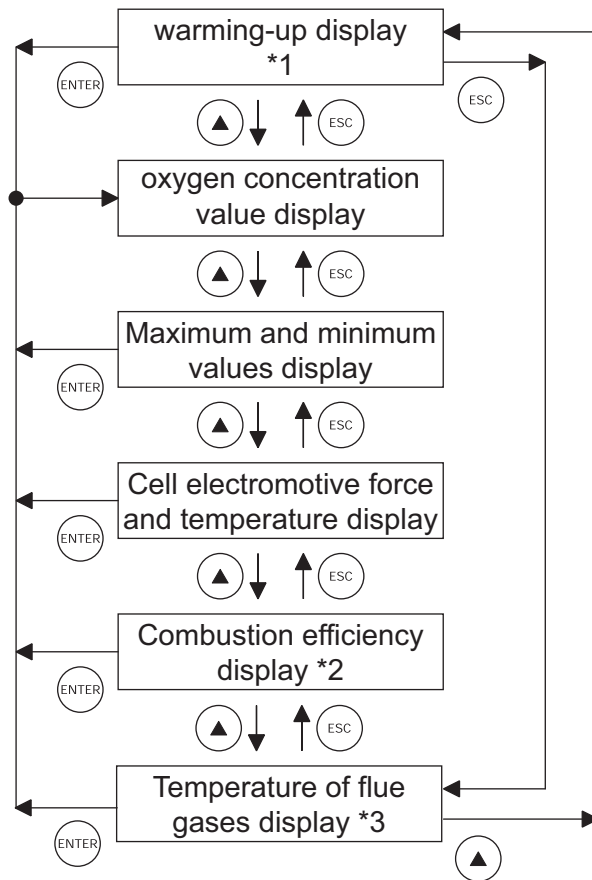 warming-up display
*1
ENTER
ESC
▲ ESC
oxygen concentration
value display
▲ ESC
Maximum and minimum
values display
ENTER
▲ ESC
Cell electromotive force
and temperature display
ENTER
▲ ESC
Combustion efficiency
display *2
ENTER
▲ ESC
Temperature of flue
gases display *3
ENTER
▲